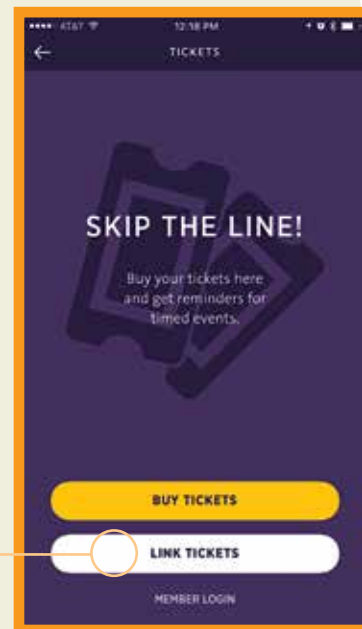 AT&T 12:18 PM
TICKETS
SKIP THE LINE!
Buy your tickets here
and get reminders for
timed events.
BUY TICKETS
LINK TICKETS
MEMBER LOGIN